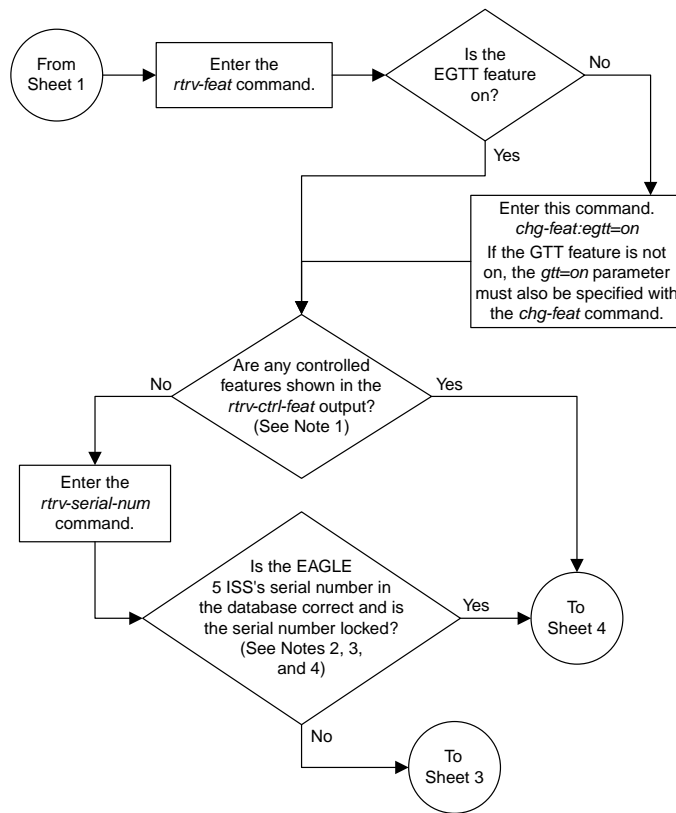 From
Sheet 1
Enter the
rtrv-feat command.
Is the
EGTT feature
on?
No
Yes
Enter this command.
chg-feat:egtt=on
If the GTT feature is not
on, the gtt=on parameter
must also be specified with
the chg-feat command.
Are any controlled
features shown in the
rtrv-ctrl-feat output?
(See Note 1)
No
Yes
Enter the
rtrv-serial-num
command.
Is the EAGLE
5 ISS's serial number in
the database correct and is
the serial number locked?
(See Notes 2, 3,
and 4)
Yes
To
Sheet 4
No
To
Sheet 3